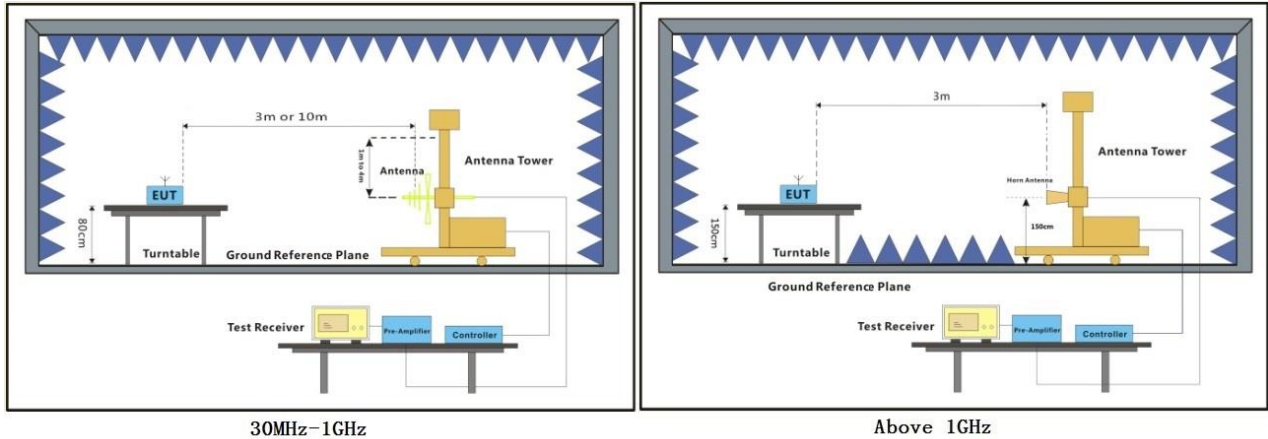 3m or 10m
1m to 4m
Antenna
Antenna Tower
EUT
80cm
Turntable
Ground Reference Plane
Test Receiver
Pre-Amplifier
Controller
30MHz-1GHz
3m
Antenna Tower
Horn Antenna
EUT
150cm
150cm
Turntable
Ground Reference Plane
Test Receiver
Pre-Amplifier
Controller
Above 1GHz